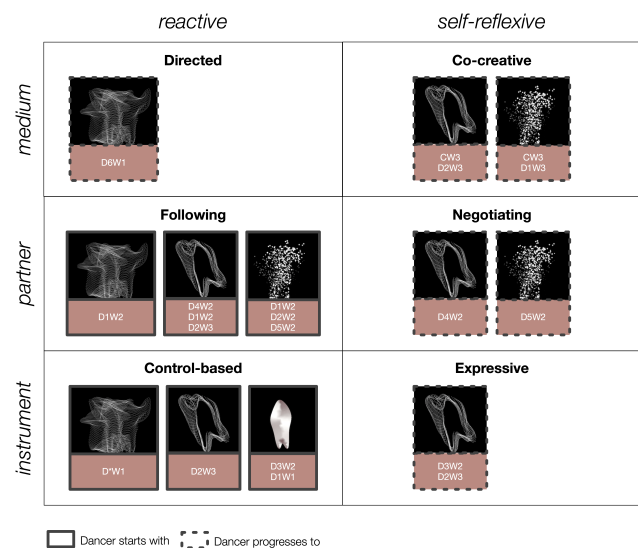 reactive
self-reflexive
medium
Directed
D6W1
Co-creative
CW3
D2W3
CW3
D1W3
partner
Following
D1W2
D4W2
D1W2
D2W3
D1W2
D2W2
D5W2
Negotiating
D4W2
D5W2
instrument
Control-based
D*W1
D2W3
D3W2
D1W1
Expressive
D3W2
D2W3
Dancer starts with
Dancer progresses to